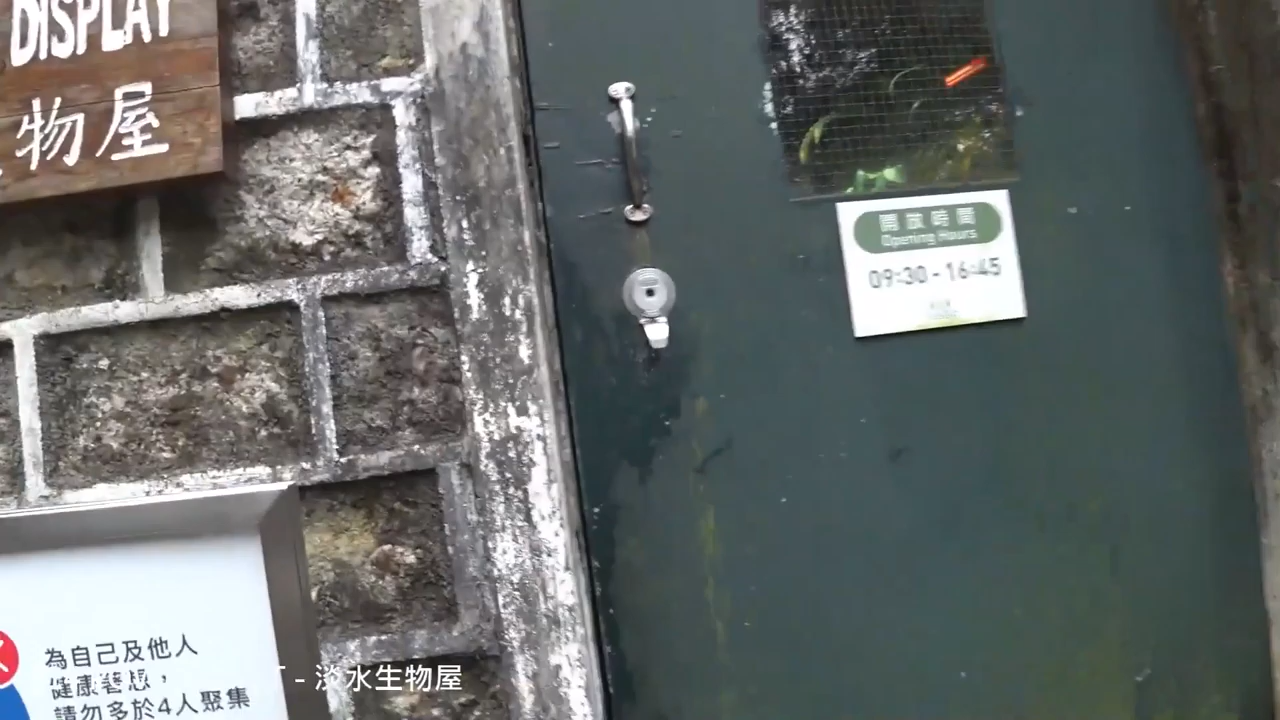 DISPLAY
物屋
開放時間
Opening Hours
09:30 - 16:45
為自己及他人
健康著想，
請勿多於4人聚集
- 淡水生物屋